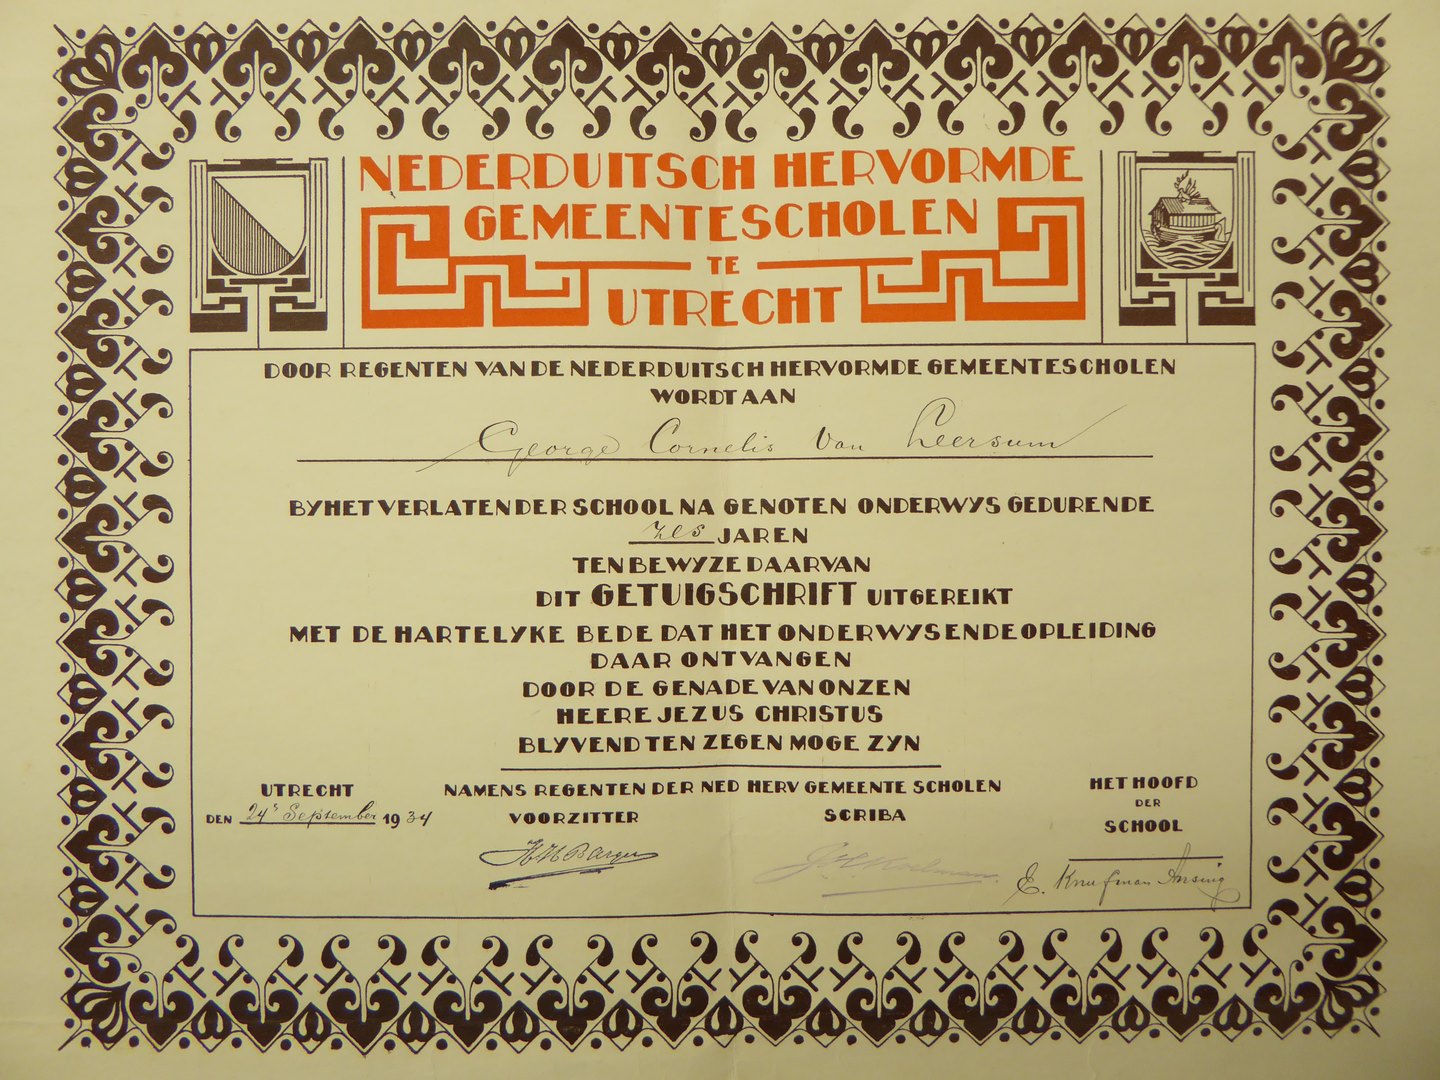 NEDERDUITSCH HERVORMDE
GEMEENTESCHOLEN
TE
UTRECHT
DOOR REGENTEN VAN DE NEDERDUITSCH HERVORMDE GEMEENTESCHOLEN
WORDT AAN
George Cornelis van Leersum
BY HET VERLATEN DER SCHOOL NA GENOTEN ONDERWYS GEDURENDE
zes JAREN
TEN BEWYZE DAARVAN
DIT GETUIGSCHRIFT UITGEREIKT
MET DE HARTELYKE BEDE DAT HET ONDERWYS EN DE OPLEIDING
DAAR ONTVANGEN
DOOR DE GENADE VAN ONZEN
HEERE JEZUS CHRISTUS
BLYVEND TEN ZEGEN MOGE ZYN
UTRECHT
DEN 24 September 1934
NAMENS REGENTEN DER NED HERV GEMEENTE SCHOLEN
VOORZITTER SCRIBA
HET HOOFD
DER
SCHOOL
E. Knufman